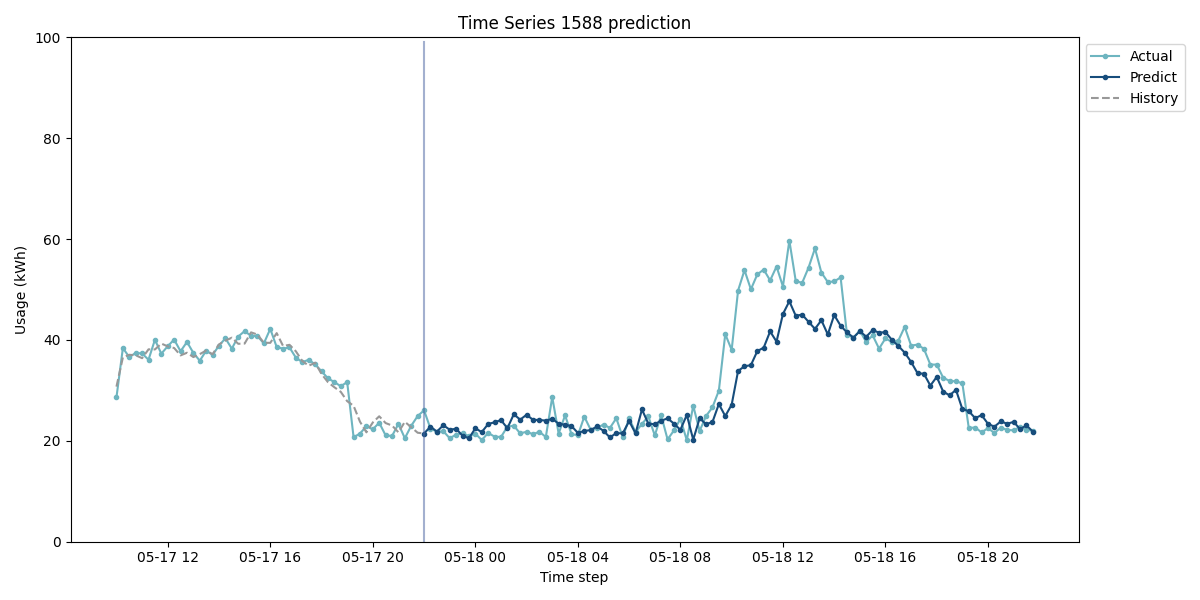 Time Series 1588 prediction
100
80
60
40
20
0
Usage (kWh)
05-17 12
05-17 16
05-17 20
05-18 00
05-18 04
05-18 08
05-18 12
05-18 16
05-18 20
Time step
Actual
Predict
History